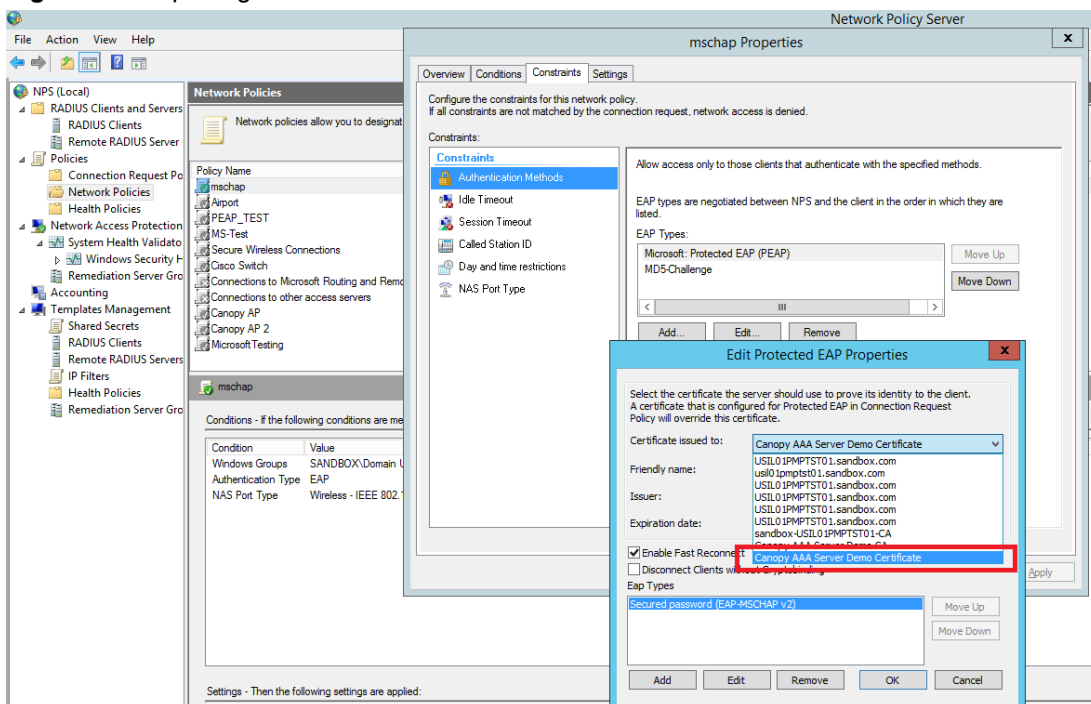 Network Policy Server
File Action View Help
NPS (Local)
RADIUS Clients and Servers
RADIUS Clients
Remote RADIUS Server
Policies
Connection Request Po
Network Policies
Health Policies
Network Access Protection
System Health Validato
Windows Security H
Remediation Server Gro
Accounting
Templates Management
Shared Secrets
RADIUS Clients
Remote RADIUS Servers
IP Filters
Health Policies
Remediation Server Gro
Network Policies
Network policies allow you to designat
Policy Name
mschap
Airport
PEAP_TEST
MS-Test
Secure Wireless Connections
Cisco Switch
Connections to Microsoft Routing and Remo
Connections to other access servers
Canopy AP
Canopy AP 2
MicrosoftTesting
mschap
Conditions - If the following conditions are me
Condition Value
Windows Groups SANDBOX\Domain U
Authentication Type EAP
NAS Port Type Wireless - IEEE 802.1
Settings - Then the following settings are applied:
mschap Properties
x
Overview Conditions Constraints Settings
Configure the constraints for this network policy.
If all constraints are not matched by the connection request, network access is denied.
Constraints:
Constraints
Authentication Methods
Idle Timeout
Session Timeout
Called Station ID
Day and time restrictions
NAS Port Type
Allow access only to those clients that authenticate with the specified methods.
EAP types are negotiated between NPS and the client in the order in which they are
listed.
EAP Types:
Microsoft: Protected EAP (PEAP)
MD5-Challenge
Move Up
Move Down
Add... Edit... Remove
Apply
Edit Protected EAP Properties
x
Select the certificate the server should use to prove its identity to the client.
A certificate that is configured for Protected EAP in Connection Request
Policy will override this certificate.
Certificate issued to: Canopy AAA Server Demo Certificate
Friendly name:
Issuer:
Expiration date:
USIL01PMPTST01.sandbox.com
usil01pmptst01.sandbox.com
USIL01PMPTST01.sandbox.com
USIL01PMPTST01.sandbox.com
USIL01PMPTST01.sandbox.com
USIL01PMPTST01.sandbox.com
sandbox-USIL01PMPTST01-CA
Canopy AAA Server Demo CA
Canopy AAA Server Demo Certificate
Enable Fast Reconnect
Disconnect Clients without Cryptobinding
Eap Types
Secured password (EAP-MSCHAP v2)
Move Up
Move Down
Add Edit Remove OK Cancel